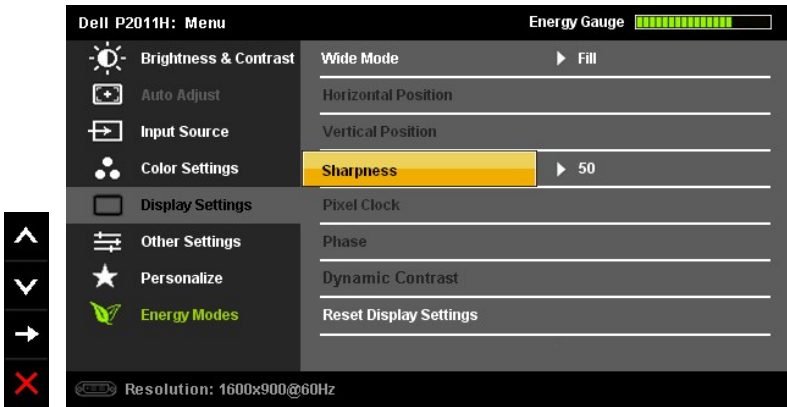 Dell P2011H: Menu Energy Gauge
Brightness & Contrast Wide Mode Fill
Auto Adjust Horizontal Position
Input Source Vertical Position
Color Settings Sharpness 50
Display Settings Pixel Clock
Other Settings Phase
Personalize Dynamic Contrast
Energy Modes Reset Display Settings
Resolution: 1600x900@60Hz